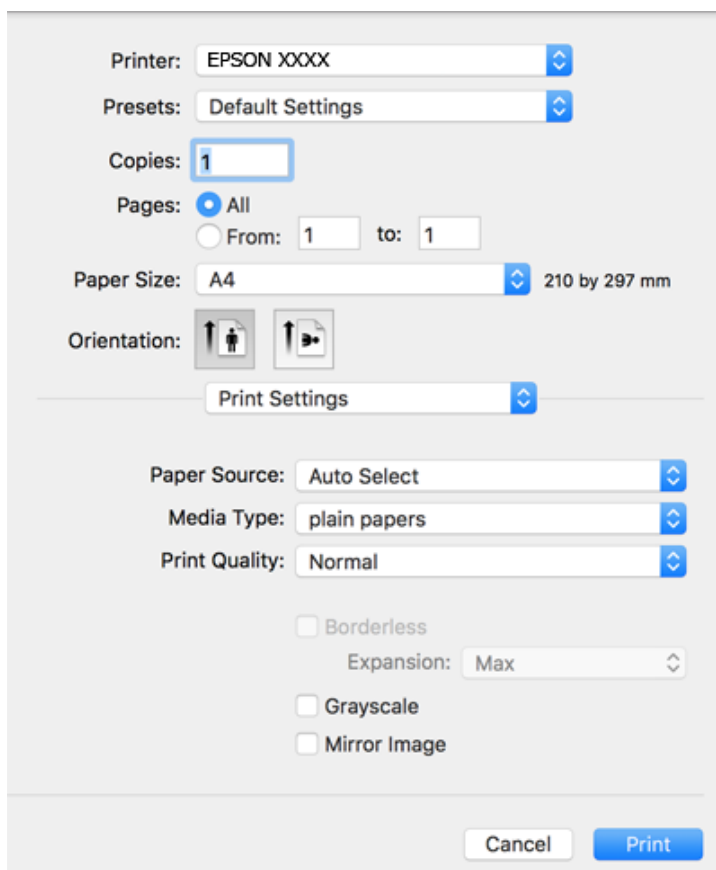 Printer: EPSON XXXX
Presets: Default Settings
Copies: 1
Pages: All
From: 1 to: 1
Paper Size: A4 210 by 297 mm
Orientation:
Print Settings
Paper Source: Auto Select
Media Type: plain papers
Print Quality: Normal
Borderless
Expansion: Max
Grayscale
Mirror Image
Cancel Print